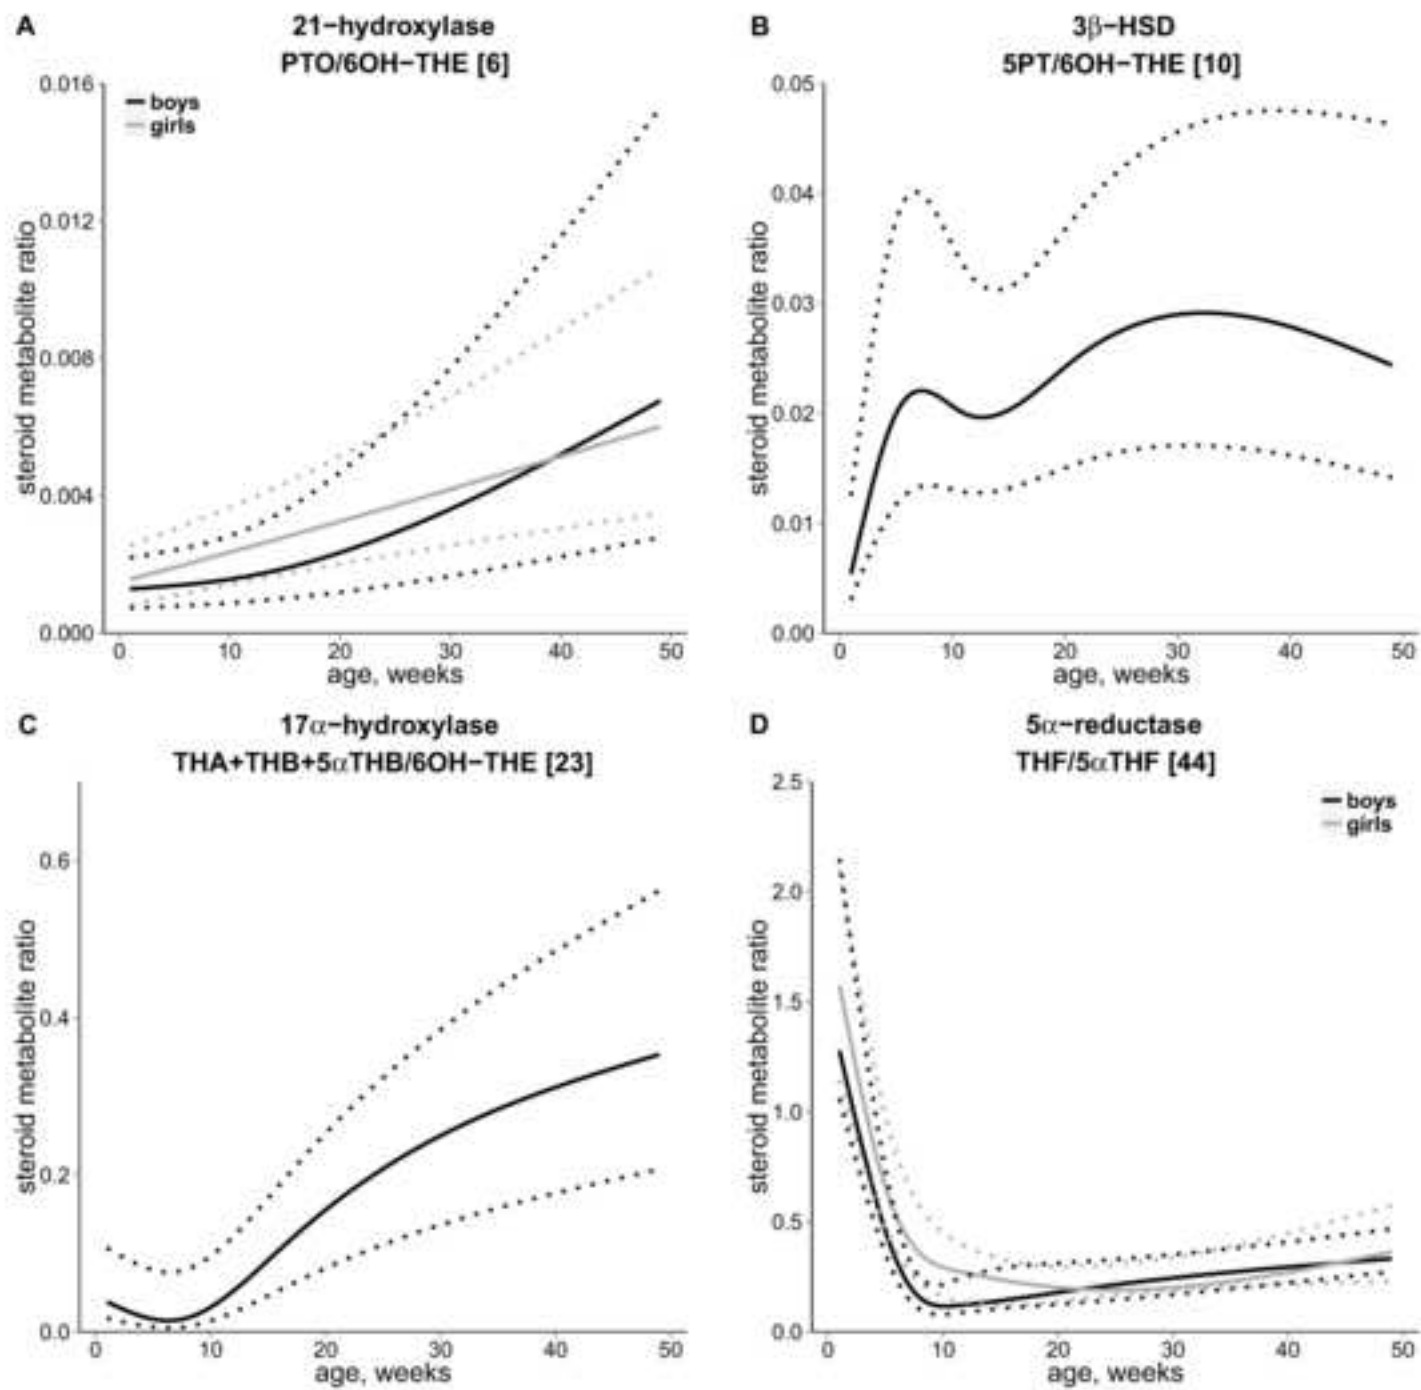 A
21−hydroxylase
PTO/6OH−THE [6]
0.016
0.012
0.008
0.004
0.000
steroid metabolite ratio
boys
girls
0 10 20 30 40 50
age, weeks
B
3β−HSD
5PT/6OH−THE [10]
0.05
0.04
0.03
0.02
0.01
0.00
steroid metabolite ratio
0 10 20 30 40 50
age, weeks
C
17α−hydroxylase
THA+THB+5αTHB/6OH−THE [23]
0.6
0.4
0.2
0.0
steroid metabolite ratio
0 10 20 30 40 50
age, weeks
D
5α−reductase
THF/5αTHF [44]
2.5
2.0
1.5
1.0
0.5
0.0
steroid metabolite ratio
boys
girls
0 10 20 30 40 50
age, weeks